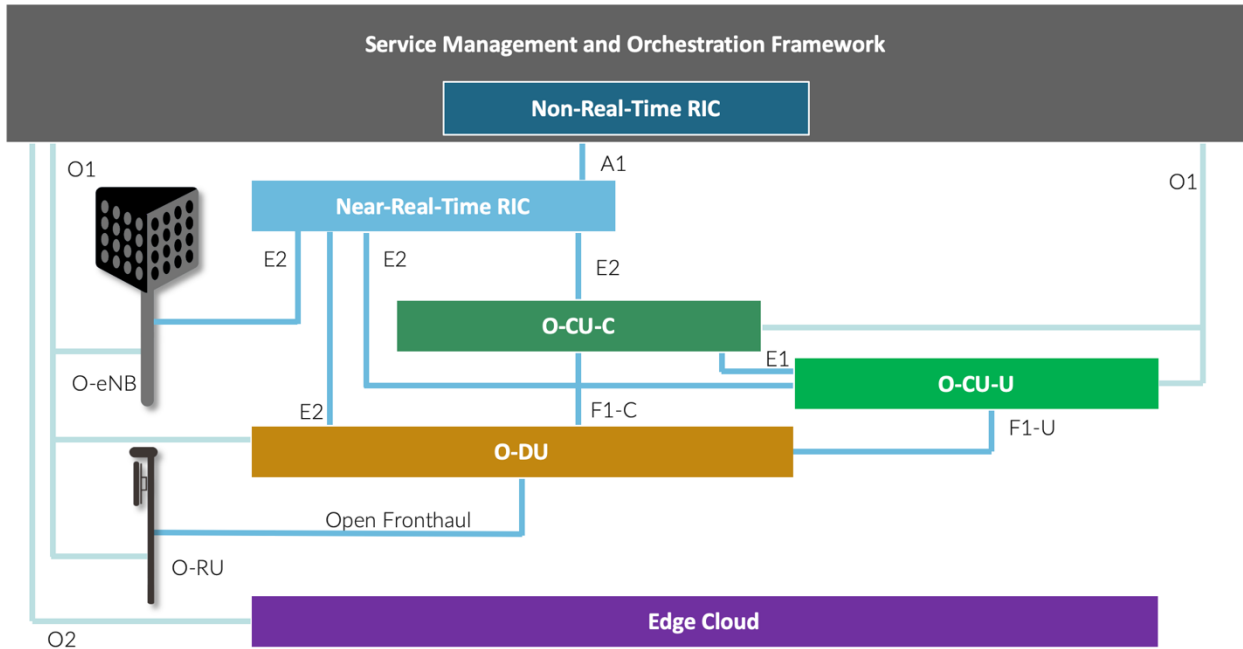 Service Management and Orchestration Framework
Non-Real-Time RIC
O1
A1
O1
Near-Real-Time RIC
E2
E2
E2
O-CU-C
E1
O-eNB
O-CU-U
E2
F1-C
F1-U
O-DU
Open Fronthaul
O-RU
Edge Cloud
O2